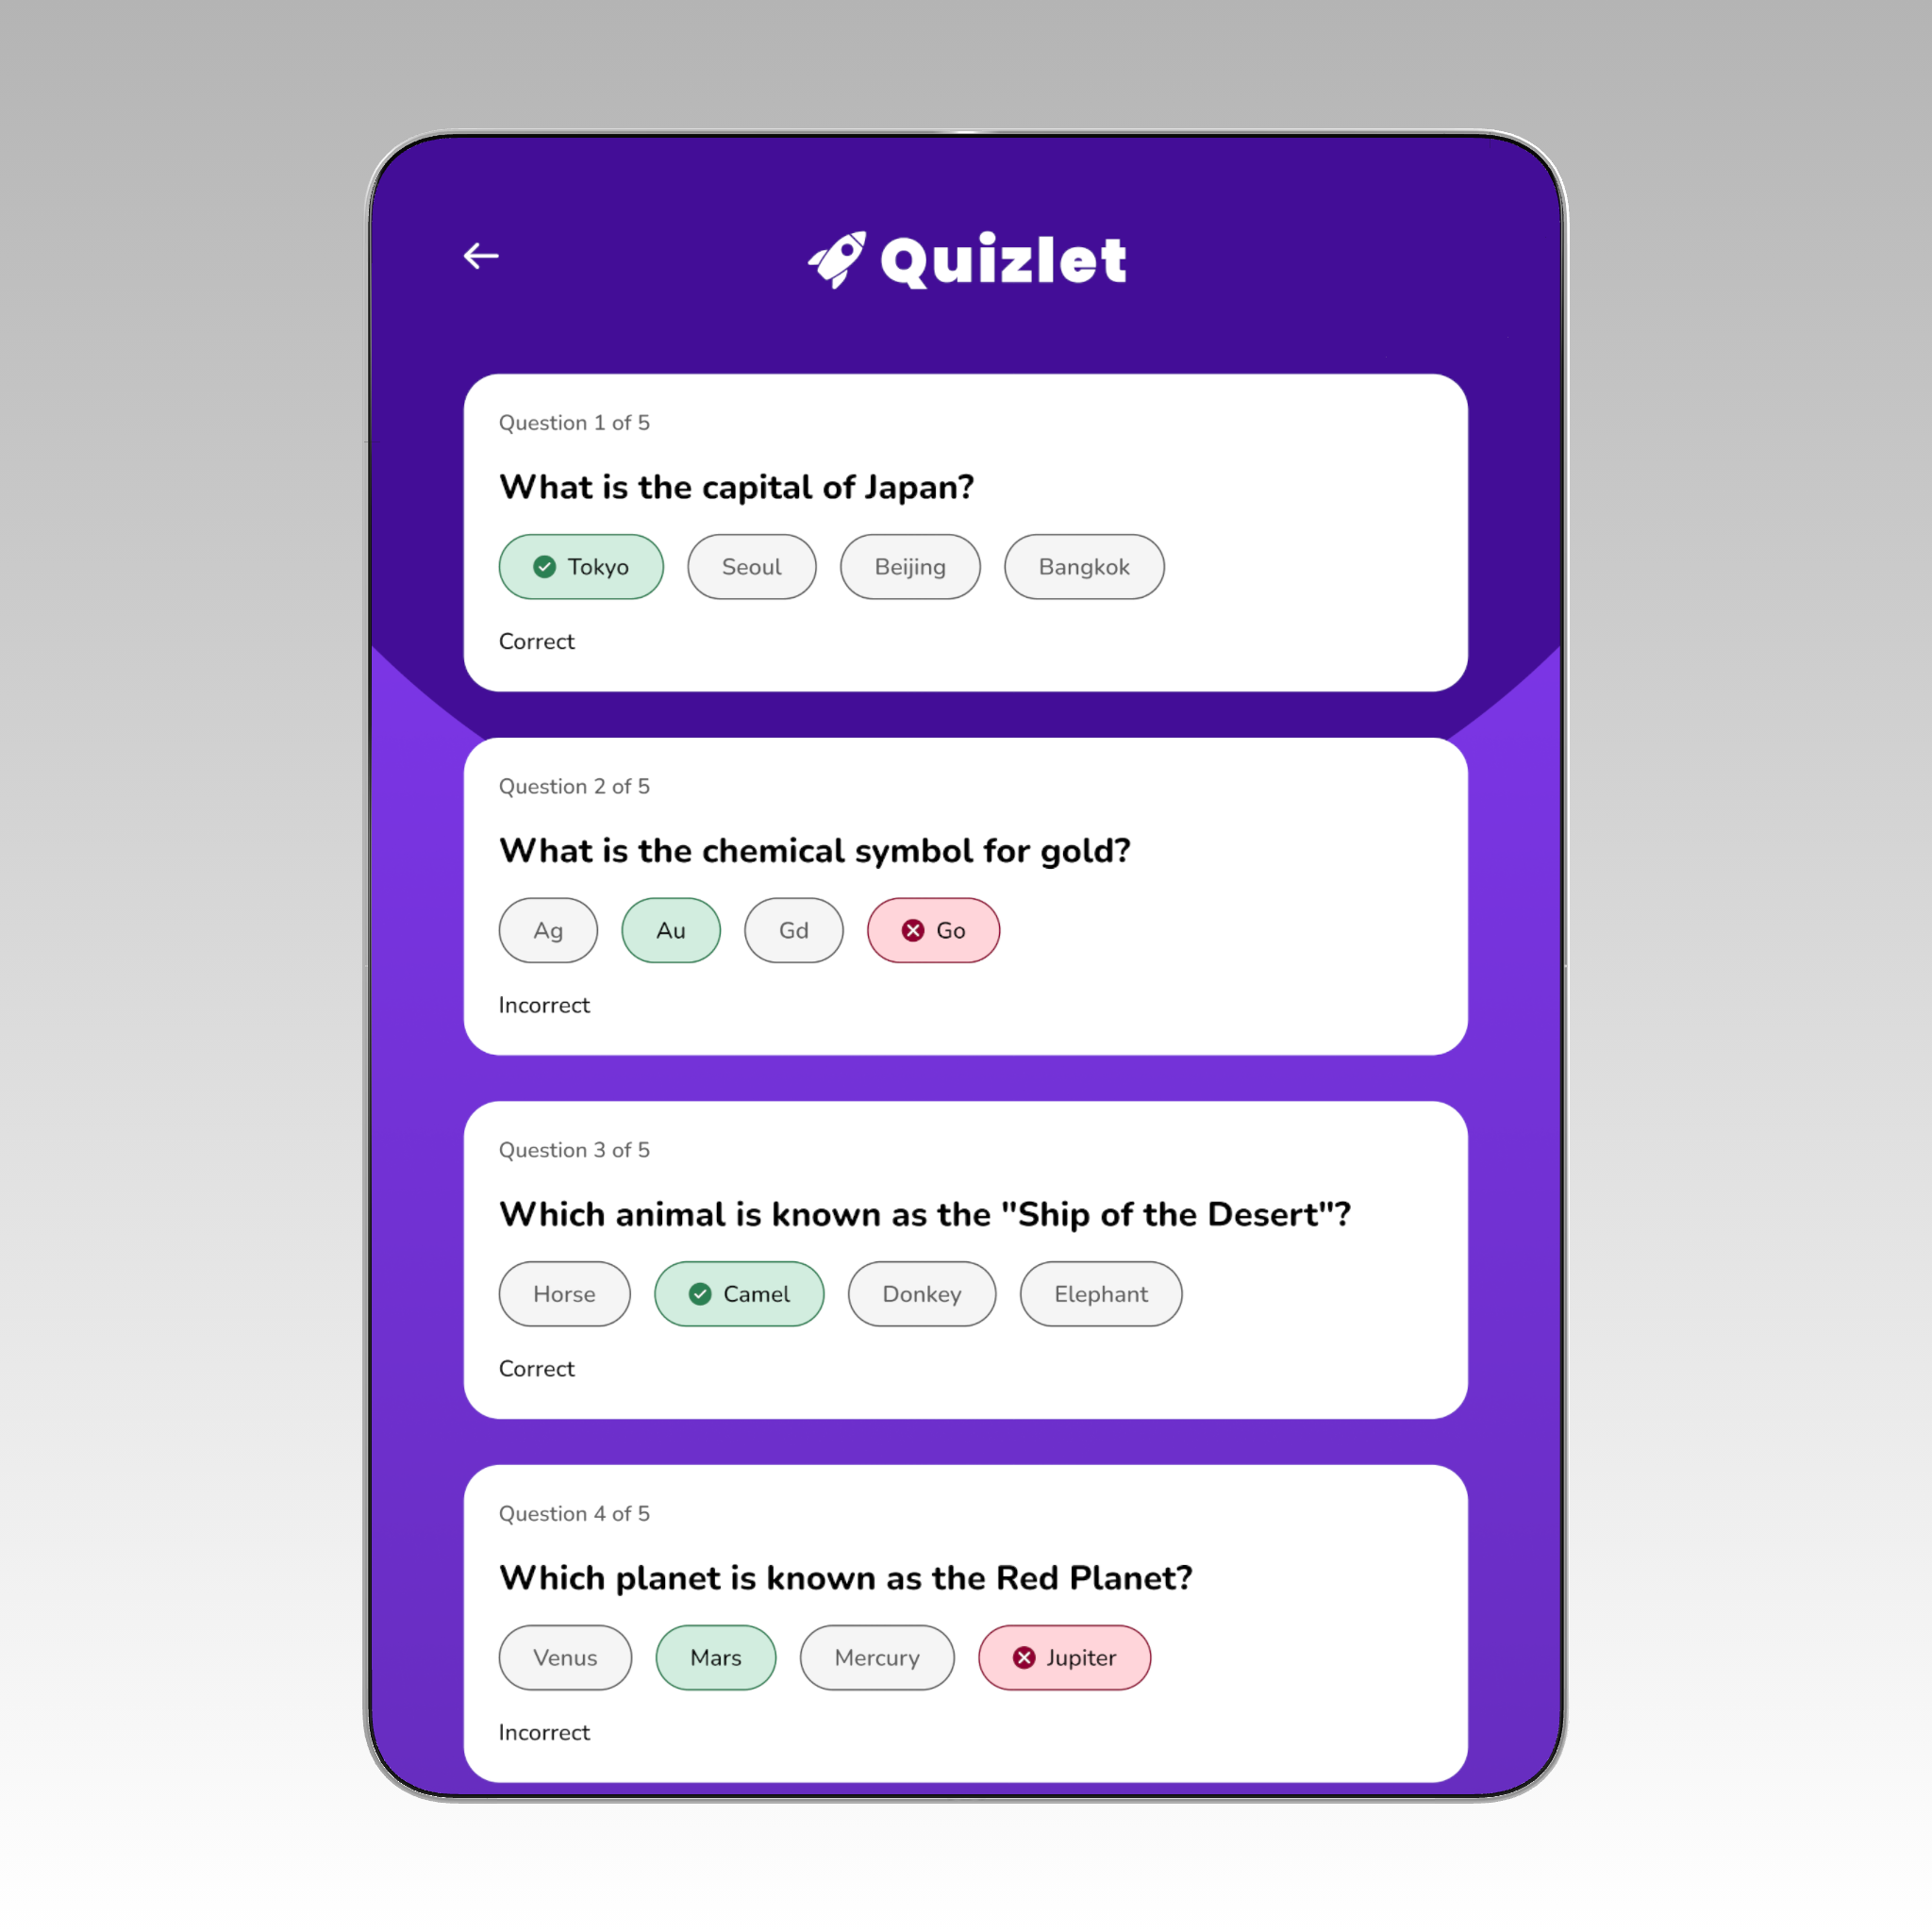 Quizlet
Question 1 of 5
What is the capital of Japan?
Tokyo Seoul Beijing Bangkok
Correct
Question 2 of 5
What is the chemical symbol for gold?
Ag Au Gd Go
Incorrect
Question 3 of 5
Which animal is known as the "Ship of the Desert"?
Horse Camel Donkey Elephant
Correct
Question 4 of 5
Which planet is known as the Red Planet?
Venus Mars Mercury Jupiter
Incorrect